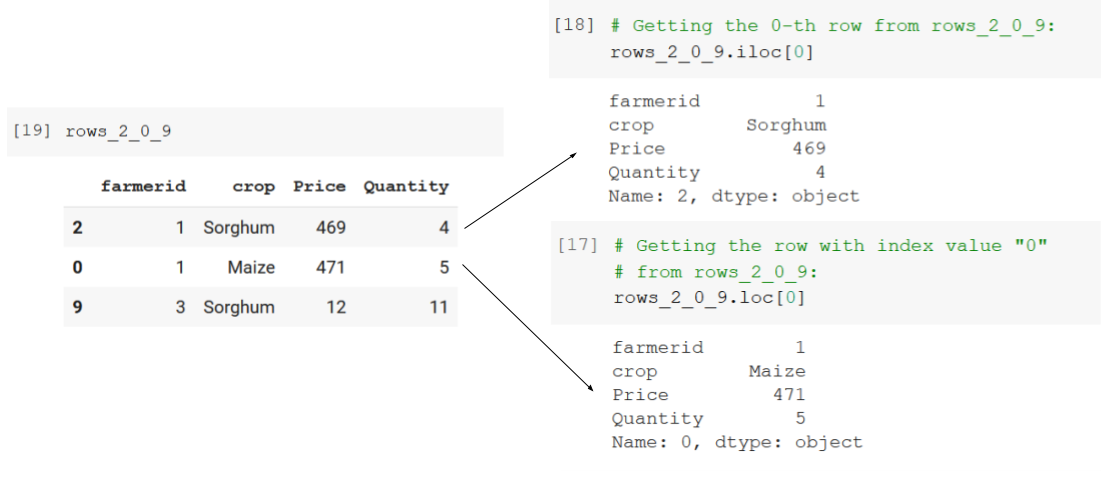 [19] rows_2_0_9
farmerid crop Price Quantity
2 1 Sorghum 469 4
0 1 Maize 471 5
9 3 Sorghum 12 11
[18] # Getting the 0-th row from rows_2_0_9:
rows_2_0_9.iloc[0]
farmerid 1
crop Sorghum
Price 469
Quantity 4
Name: 2, dtype: object
[17] # Getting the row with index value "0"
# from rows_2_0_9:
rows_2_0_9.loc[0]
farmerid 1
crop Maize
Price 471
Quantity 5
Name: 0, dtype: object